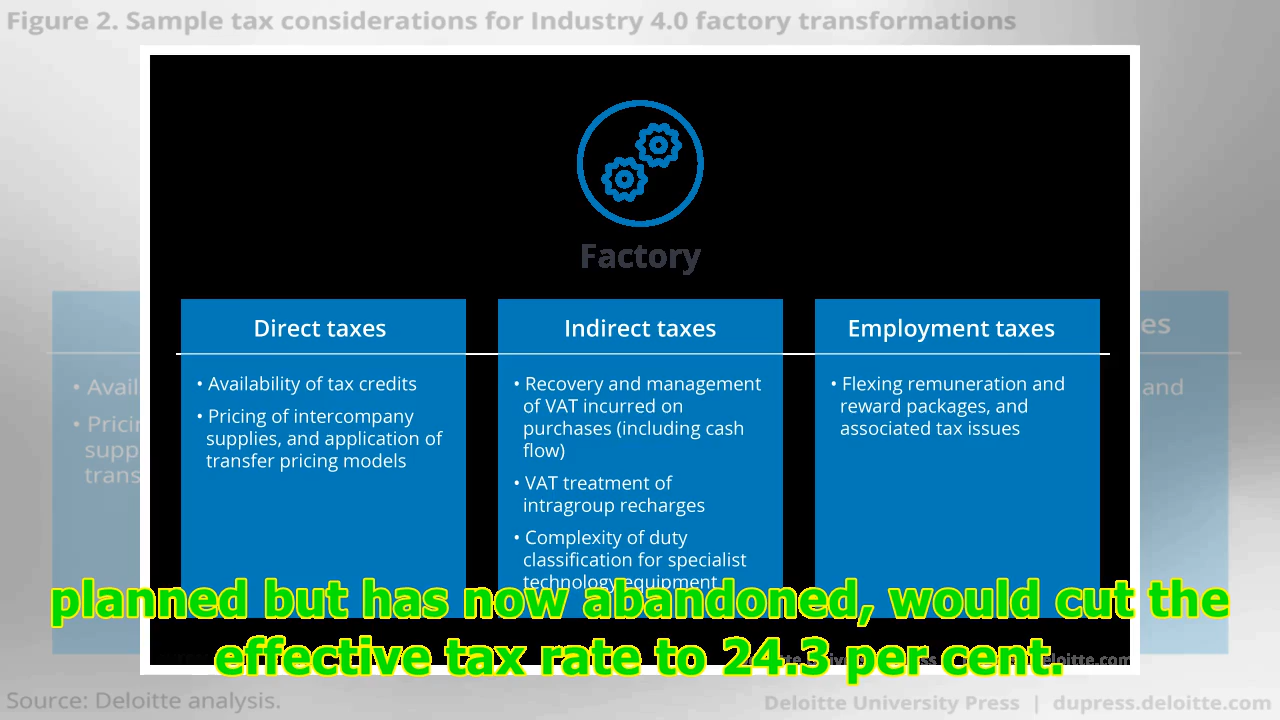 Figure 2. Sample tax considerations for Industry 4.0 factory transformations
Factory
Direct taxes
• Availability of tax credits
• Pricing of intercompany
supplies, and application of
transfer pricing models
Indirect taxes
• Recovery and management
of VAT incurred on
purchases (including cash
flow)
• VAT treatment of
intragroup recharges
• Complexity of duty
classification for specialist
technology equipment
Employment taxes
• Flexing remuneration and
reward packages, and
associated tax issues
planned but has now abandoned, would cut the
effective tax rate to 24.3 per cent.
Source: Deloitte analysis.
Deloitte University Press | dupress.deloitte.com